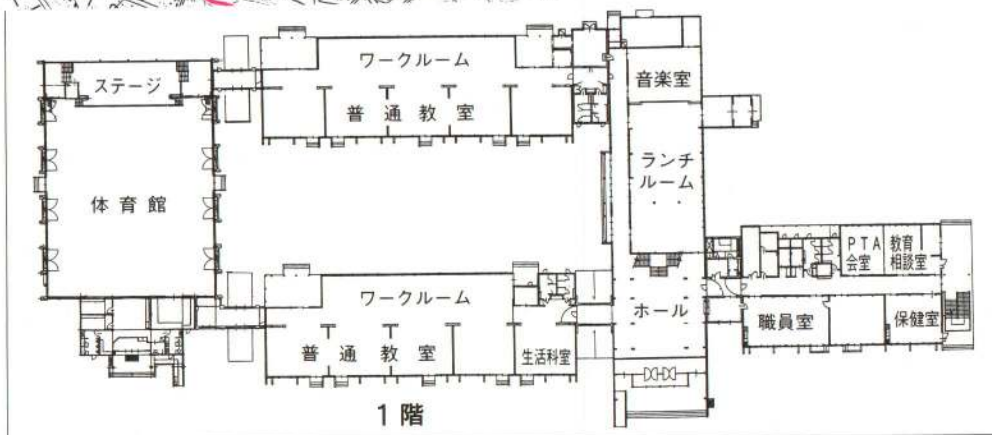 ステージ
体育館
ワークルーム
普通教室
音楽室
ランチ
ルーム
ワークルーム
普通教室
生活科室
ホール
PTA
会室
教育
相談室
職員室
保健室
1階